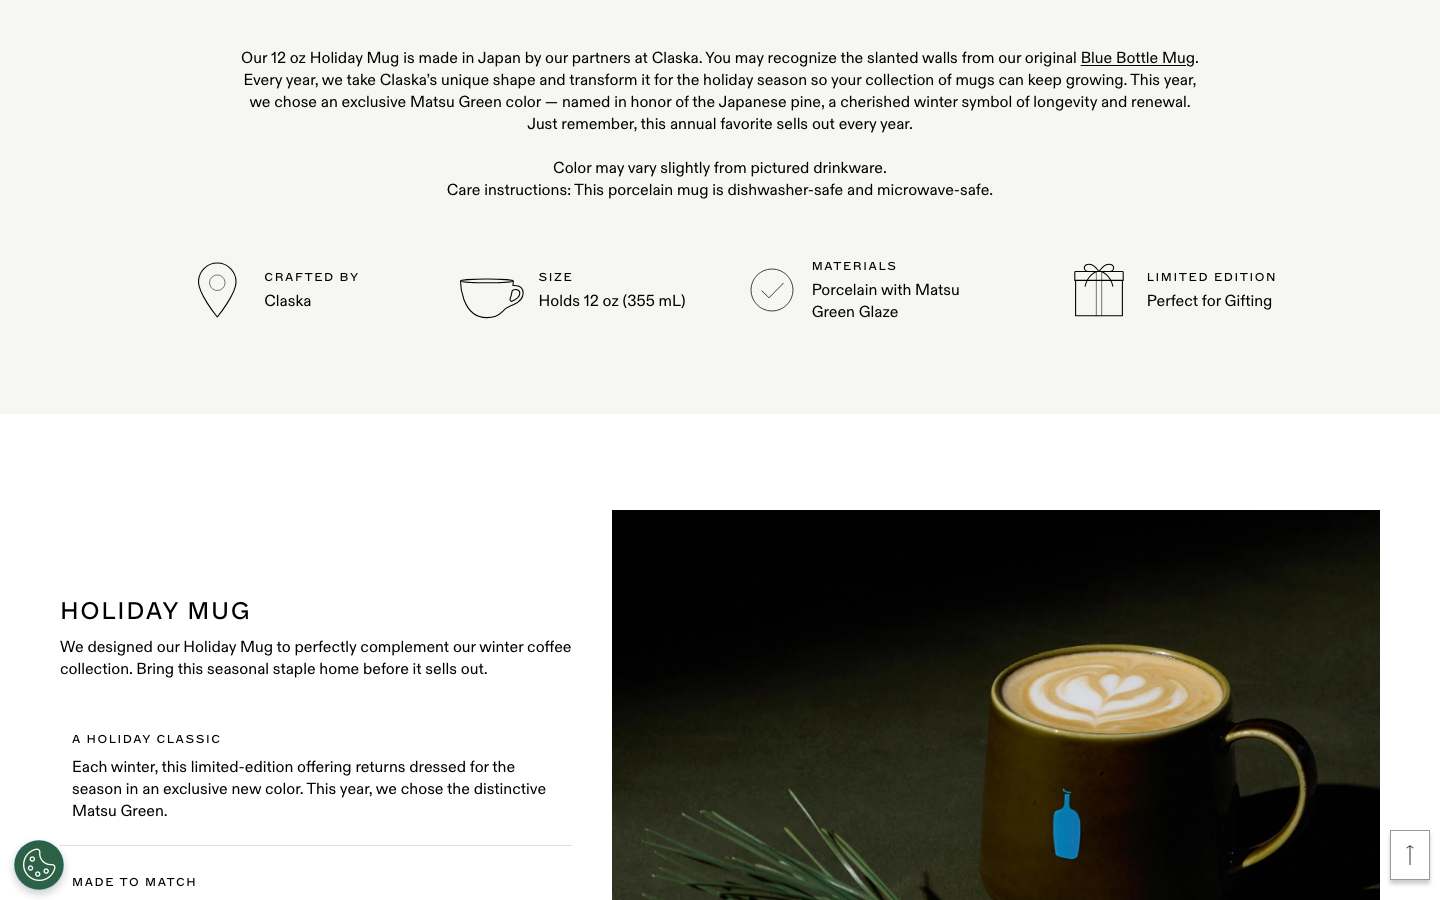 Our 12 oz Holiday Mug is made in Japan by our partners at Claska. You may recognize the slanted walls from our original Blue Bottle Mug.
Every year, we take Claska's unique shape and transform it for the holiday season so your collection of mugs can keep growing. This year,
we chose an exclusive Matsu Green color — named in honor of the Japanese pine, a cherished winter symbol of longevity and renewal.
Just remember, this annual favorite sells out every year.
Color may vary slightly from pictured drinkware.
Care instructions: This porcelain mug is dishwasher-safe and microwave-safe.
CRAFTED BY
Claska
SIZE
Holds 12 oz (355 mL)
MATERIALS
Porcelain with Matsu
Green Glaze
LIMITED EDITION
Perfect for Gifting
HOLIDAY MUG
We designed our Holiday Mug to perfectly complement our winter coffee
collection. Bring this seasonal staple home before it sells out.
A HOLIDAY CLASSIC
Each winter, this limited-edition offering returns dressed for the
season in an exclusive new color. This year, we chose the distinctive
Matsu Green.
MADE TO MATCH